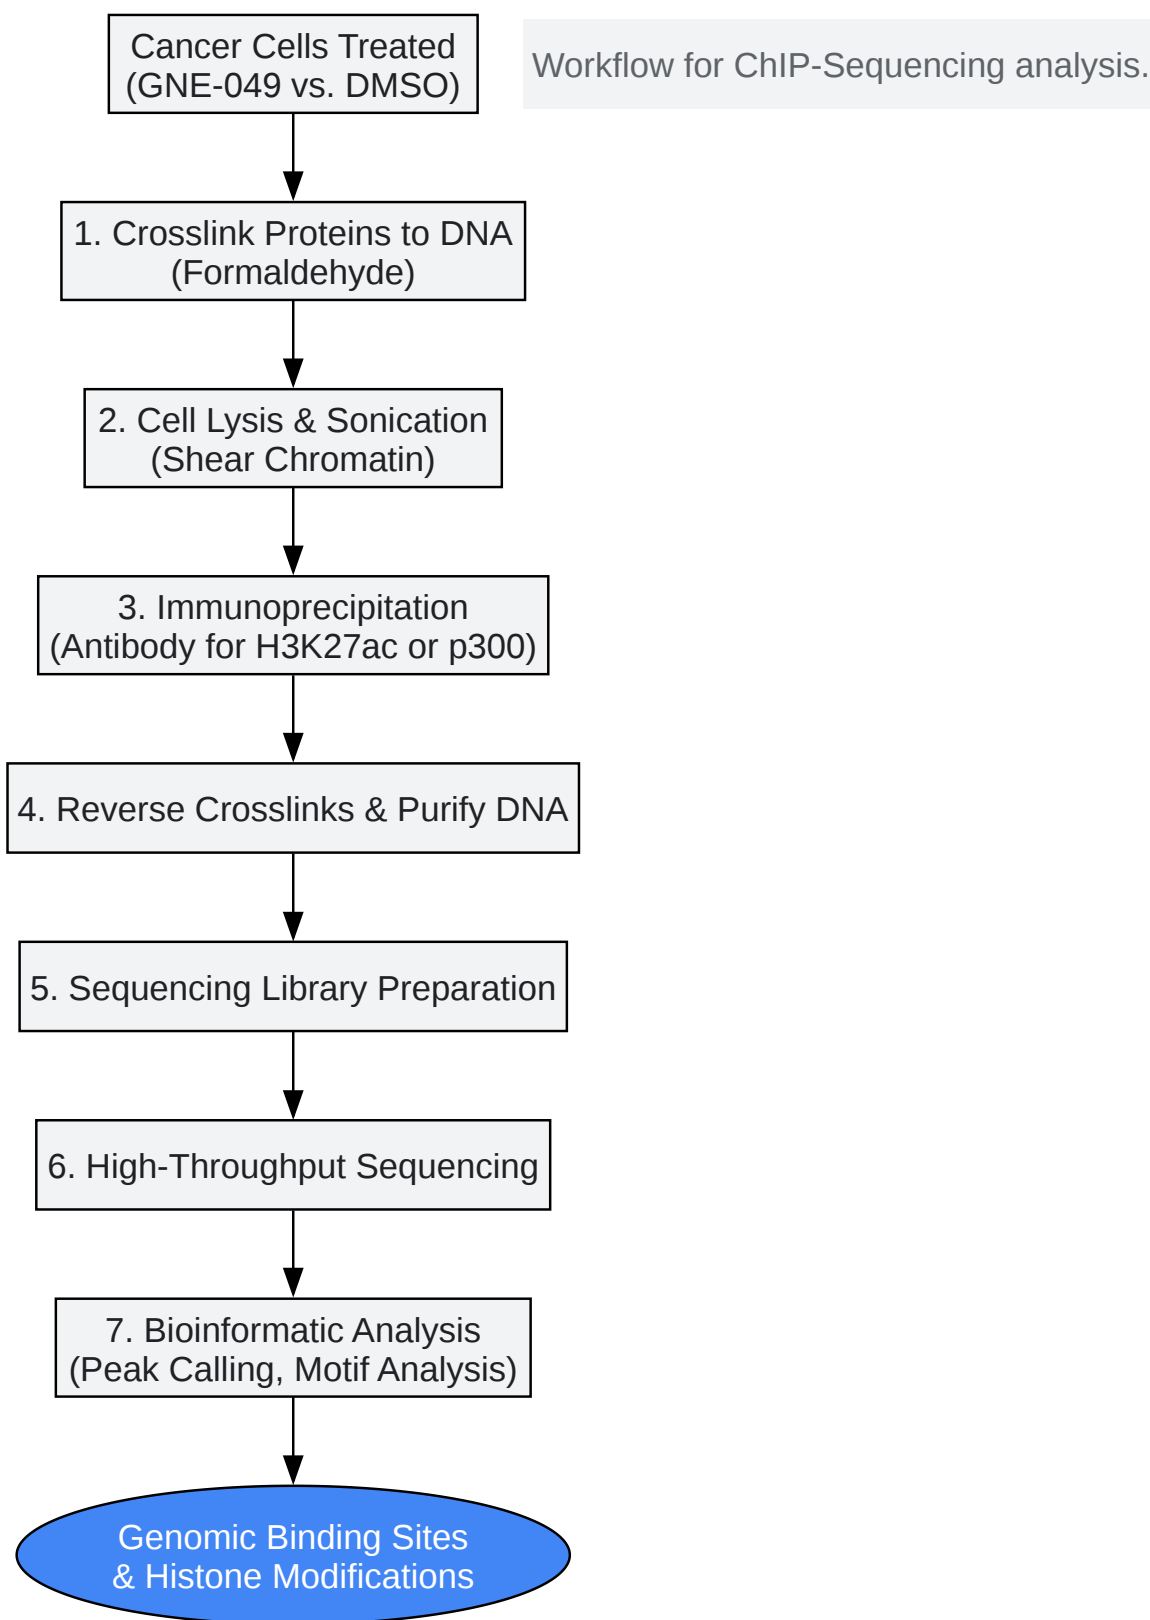 Cancer Cells Treated
(GNE-049 vs. DMSO)
Workflow for ChIP-Sequencing analysis.
1. Crosslink Proteins to DNA
(Formaldehyde)
2. Cell Lysis & Sonication
(Shear Chromatin)
3. Immunoprecipitation
(Antibody for H3K27ac or p300)
4. Reverse Crosslinks & Purify DNA
5. Sequencing Library Preparation
6. High-Throughput Sequencing
7. Bioinformatic Analysis
(Peak Calling, Motif Analysis)
Genomic Binding Sites
& Histone Modifications